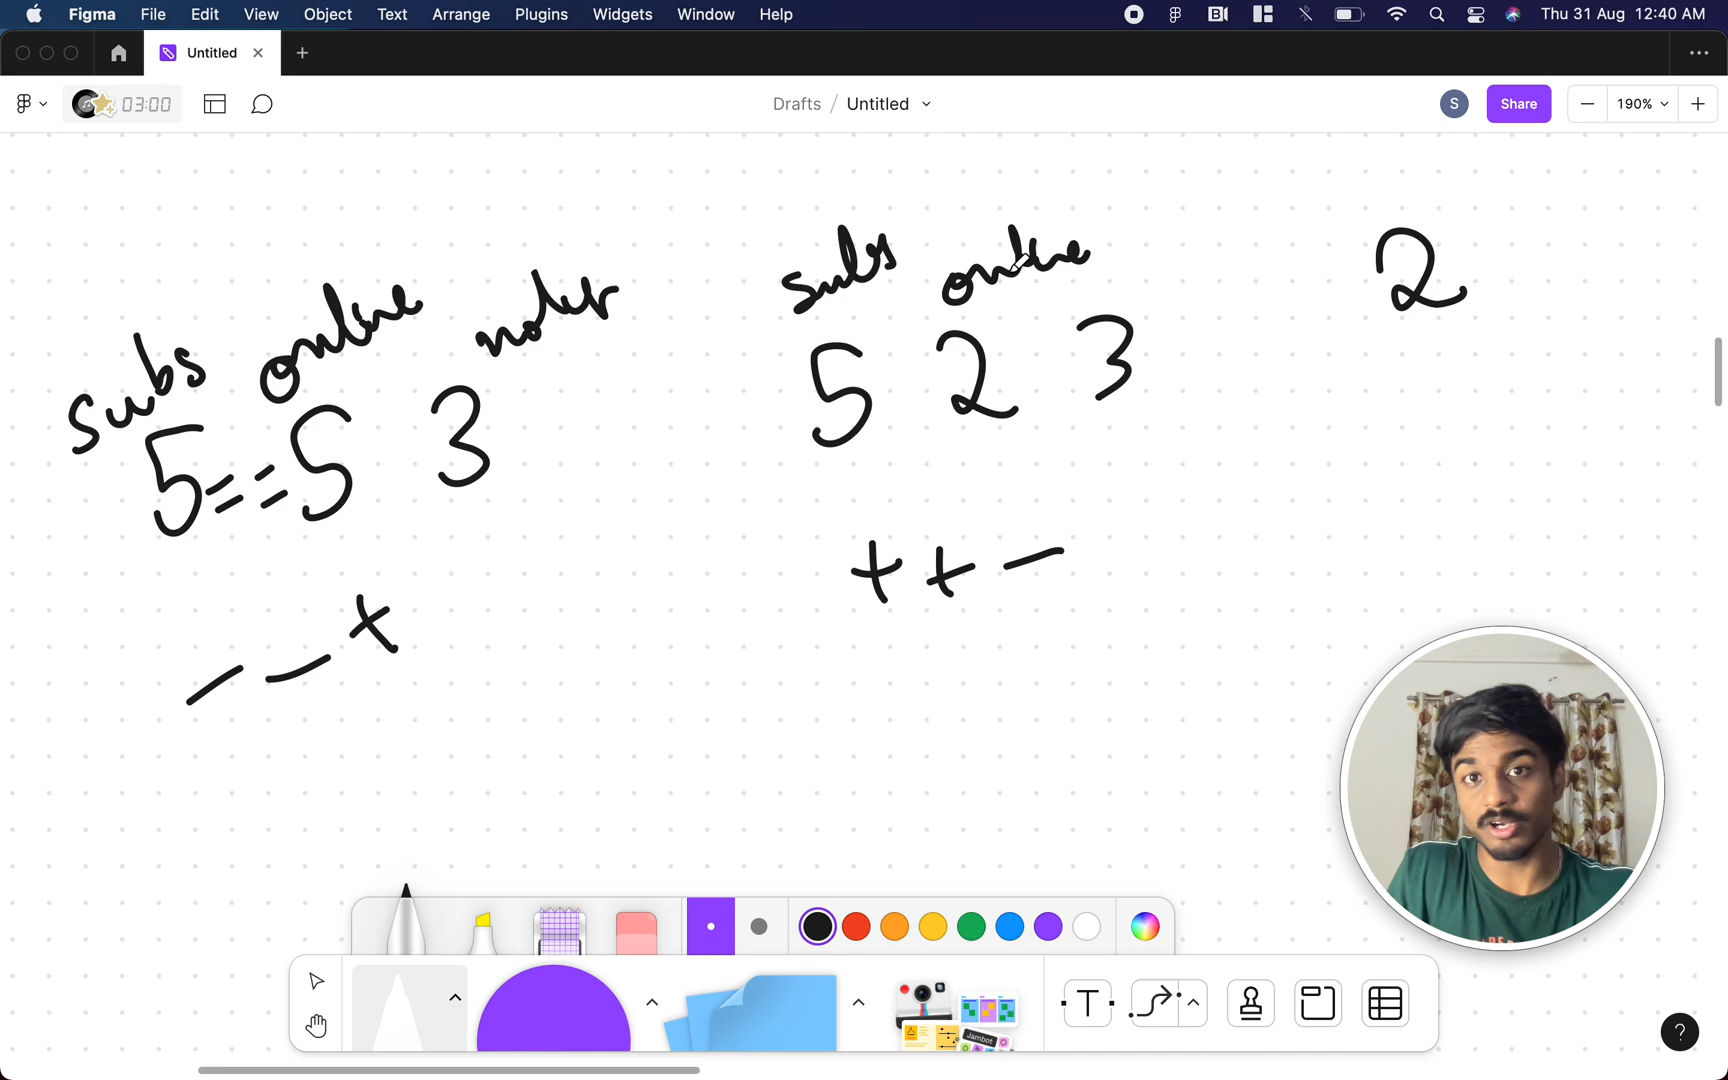 Figma File Edit View Object Text Arrange Plugins Widgets Window Help Thu 31 Aug 12:40 AM
Untitled
03:00 Drafts / Untitled S Share 190%
subs online
2
subs online
5 2 3
5==5 3
++-
--+
T
Jambot
?